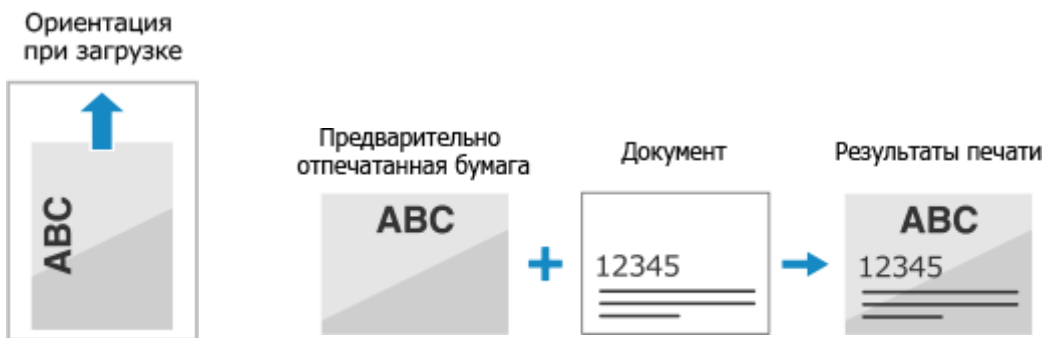 Ориентация
при загрузке
ABC
Предварительно
отпечатанная бумага
ABC
Документ
12345
Результаты печати
ABC
12345